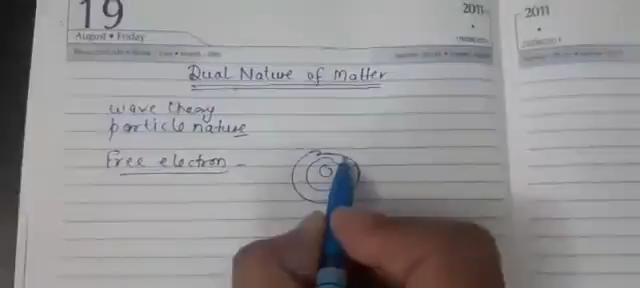 19
2011
2011
August • Friday
Dual Nature of Matter
wave theory
particle nature
Free electron -